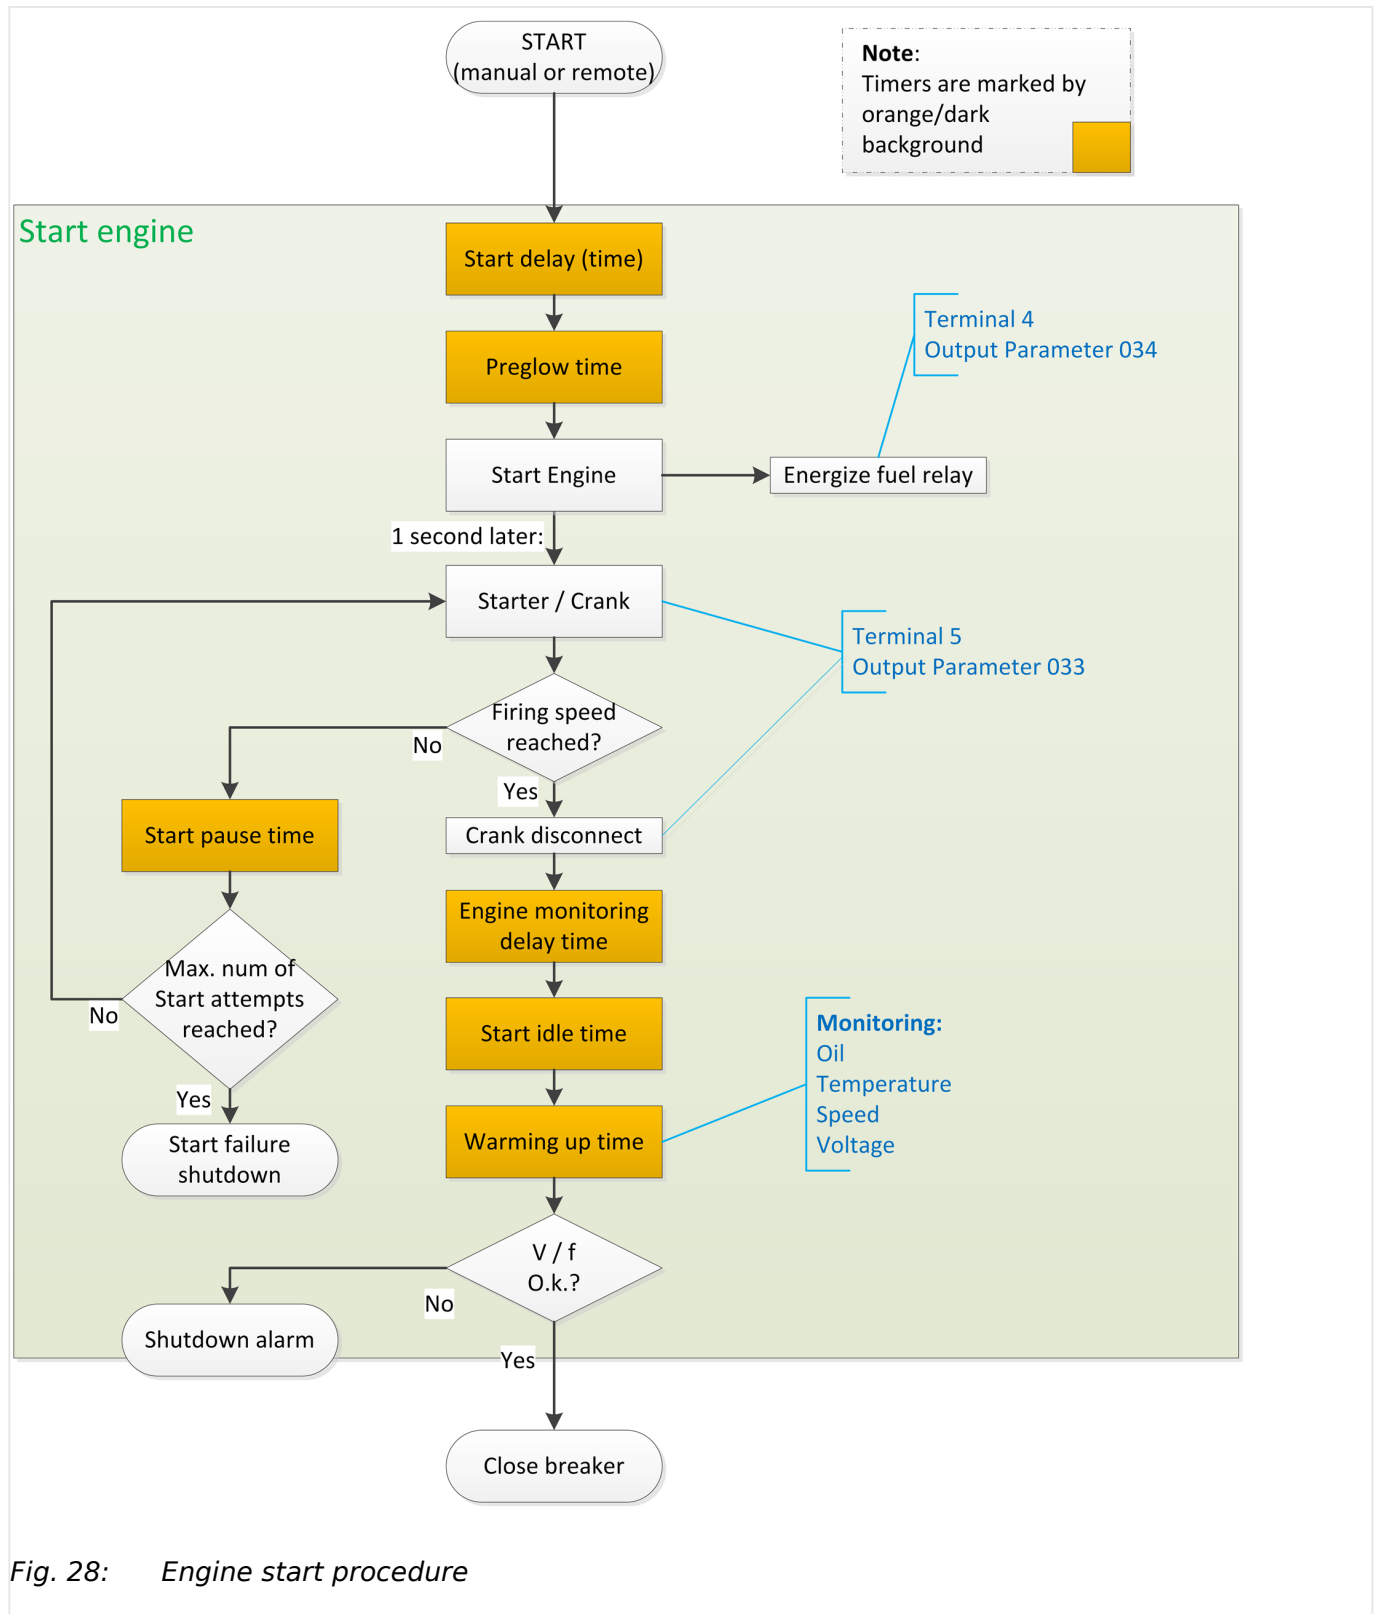 START
(manual or remote)
Note:
Timers are marked by
orange/dark
background
Start engine
Start delay (time)
Preglow time
Terminal 4
Output Parameter 034
Start Engine
Energize fuel relay
1 second later:
Starter / Crank
Terminal 5
Output Parameter 033
Firing speed
reached?
No
Yes
Start pause time
Crank disconnect
Engine monitoring
delay time
Max. num of
Start attempts
reached?
No
Start idle time
Monitoring:
Oil
Temperature
Speed
Voltage
Yes
Start failure
shutdown
Warming up time
V / f
O.k.?
No
Shutdown alarm
Yes
Close breaker
Fig. 28: Engine start procedure